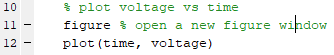 10 % plot voltage vs time
11 – figure % open a new figure window
12 – plot(time, voltage)